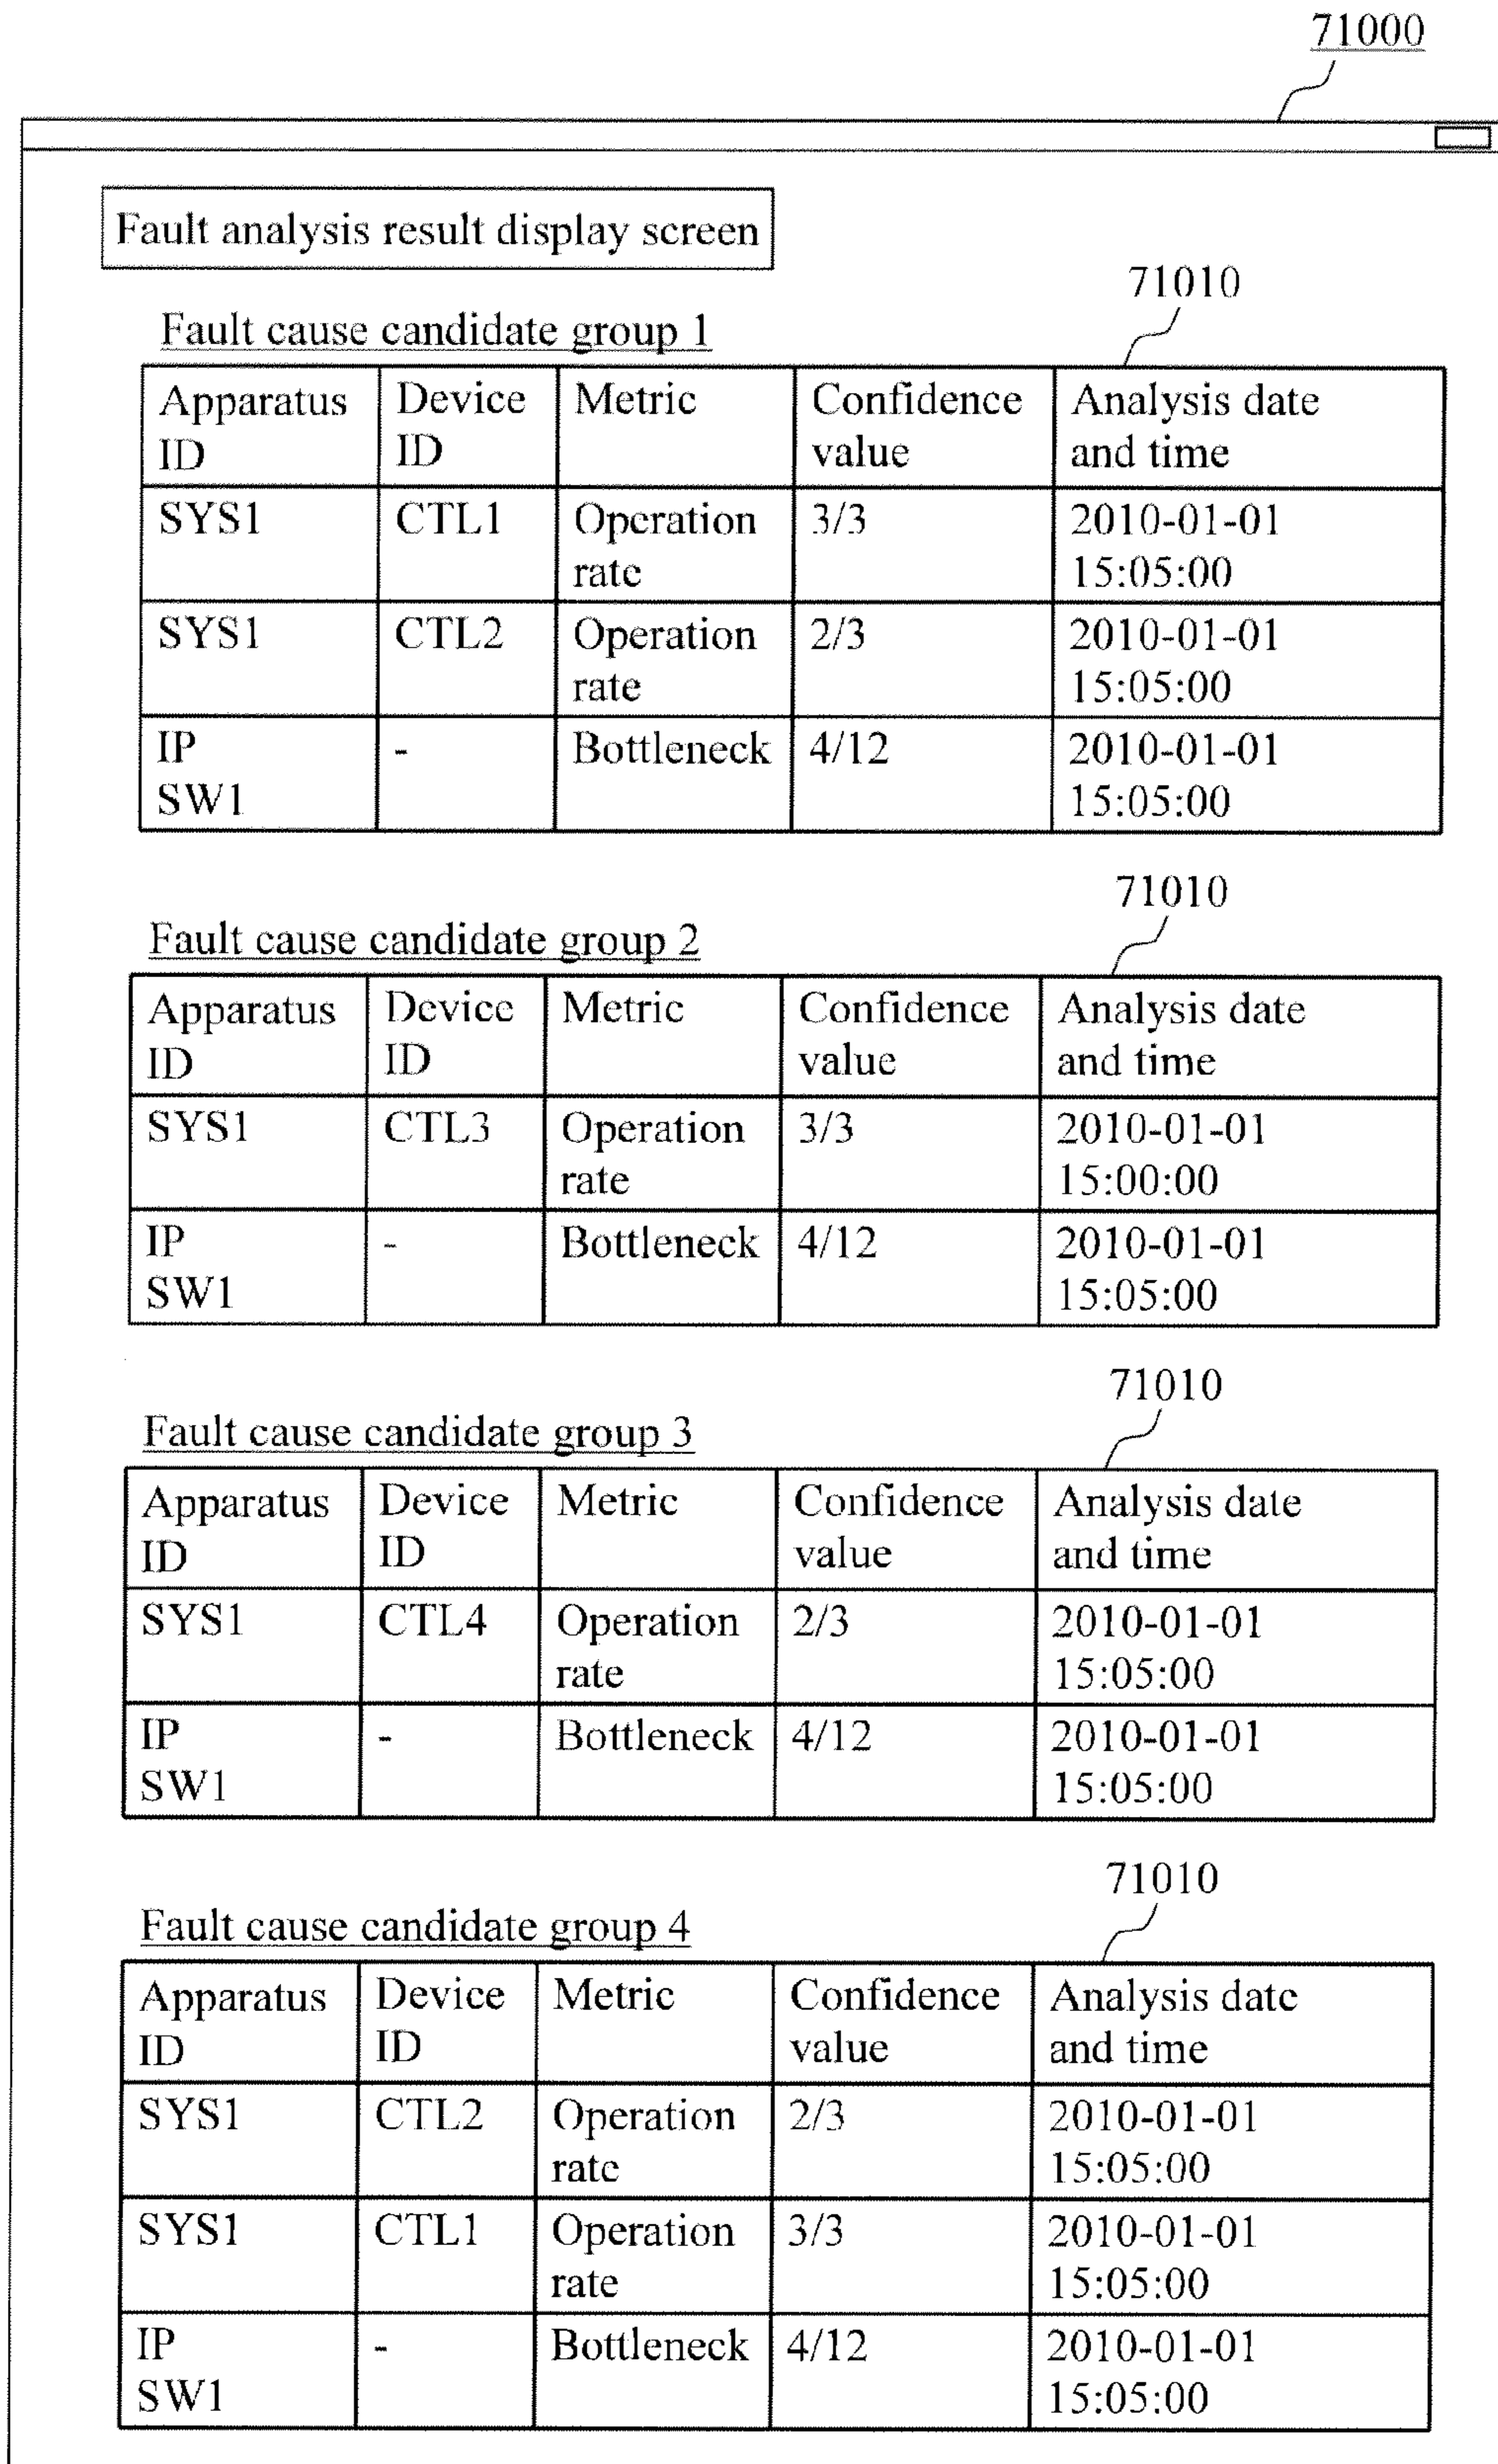 71000
Fault analysis result display screen
71010
Fault cause candidate group 1
Apparatus ID Device ID Metric Confidence value Analysis date and time
SYS1 CTL1 Operation rate 3/3 2010-01-01 15:05:00
SYS1 CTL2 Operation rate 2/3 2010-01-01 15:05:00
IP SW1 - Bottleneck 4/12 2010-01-01 15:05:00
71010
Fault cause candidate group 2
Apparatus ID Device ID Metric Confidence value Analysis date and time
SYS1 CTL3 Operation rate 3/3 2010-01-01 15:00:00
IP SW1 - Bottleneck 4/12 2010-01-01 15:05:00
71010
Fault cause candidate group 3
Apparatus ID Device ID Metric Confidence value Analysis date and time
SYS1 CTL4 Operation rate 2/3 2010-01-01 15:05:00
IP SW1 - Bottleneck 4/12 2010-01-01 15:05:00
71010
Fault cause candidate group 4
Apparatus ID Device ID Metric Confidence value Analysis date and time
SYS1 CTL2 Operation rate 2/3 2010-01-01 15:05:00
SYS1 CTL1 Operation rate 3/3 2010-01-01 15:05:00
IP SW1 - Bottleneck 4/12 2010-01-01 15:05:00